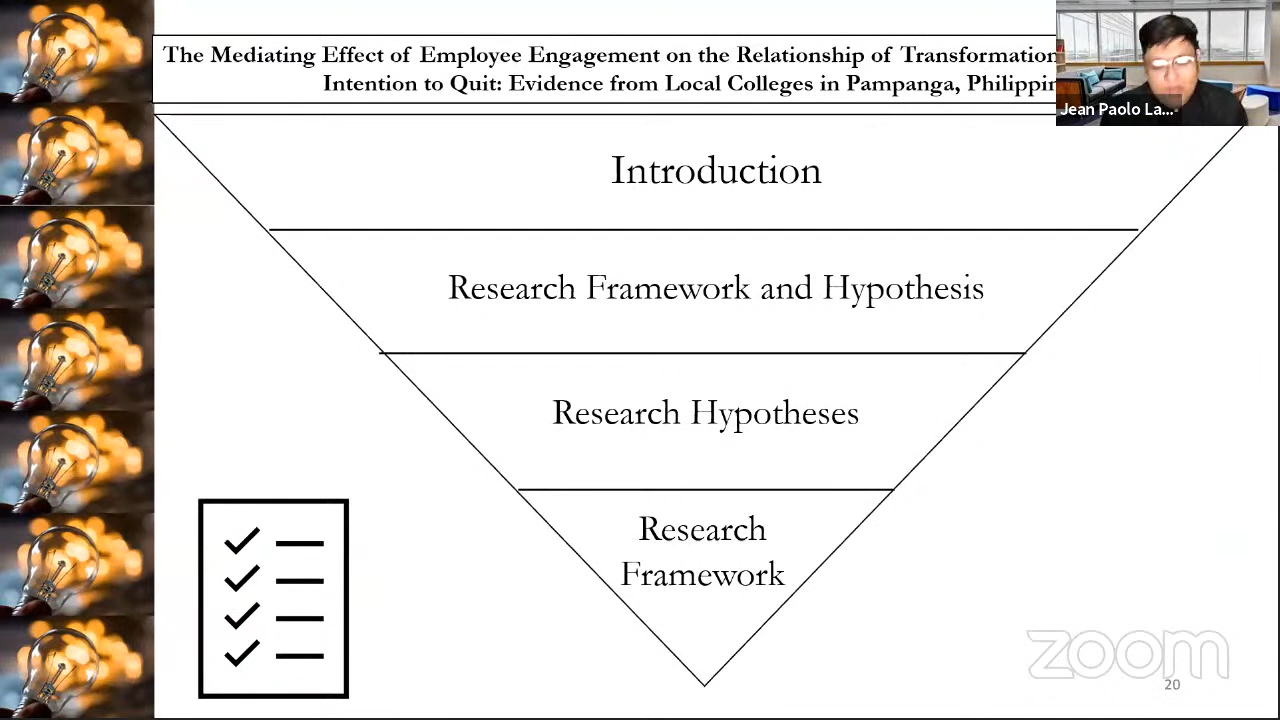 The Mediating Effect of Employee Engagement on the Relationship of Transformation
Intention to Quit: Evidence from Local Colleges in Pampanga, Philippin
Jean Paolo La...
Introduction
Research Framework and Hypothesis
Research Hypotheses
Research
Framework
zoom
20